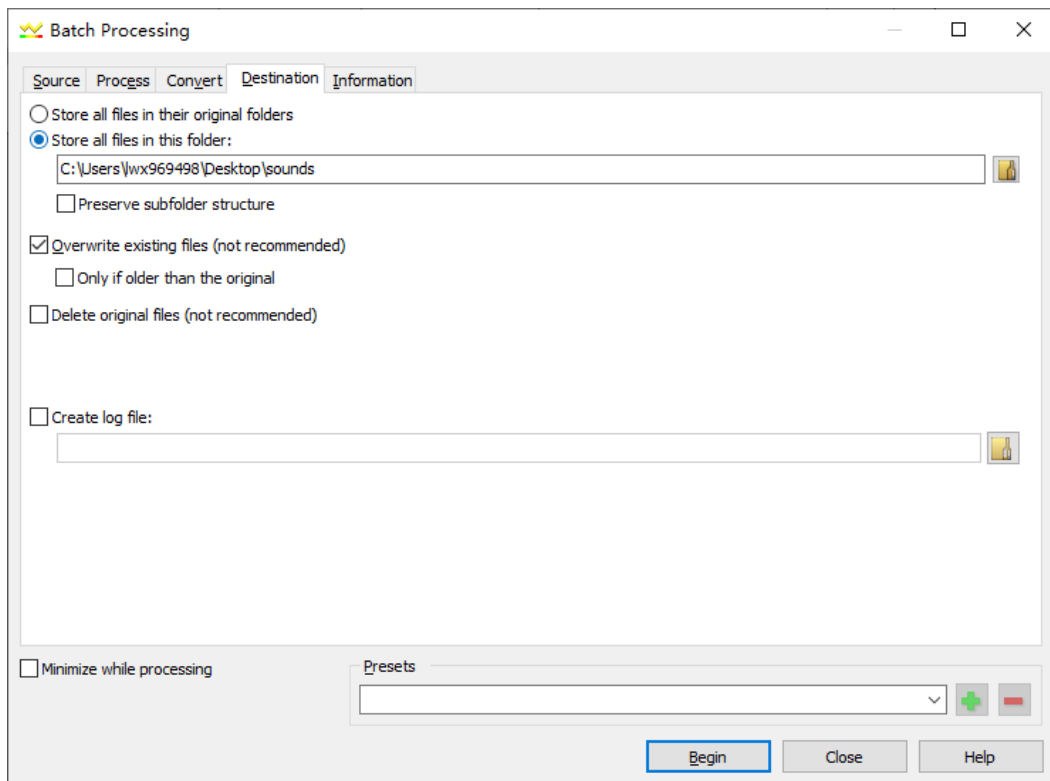 Batch Processing
Source Process Convert Destination Information
Store all files in their original folders
Store all files in this folder:
C:\Users\lwx969498\Desktop\sounds
Preserve subfolder structure
Overwrite existing files (not recommended)
Only if older than the original
Delete original files (not recommended)
Create log file:
Minimize while processing
Presets
Begin Close Help